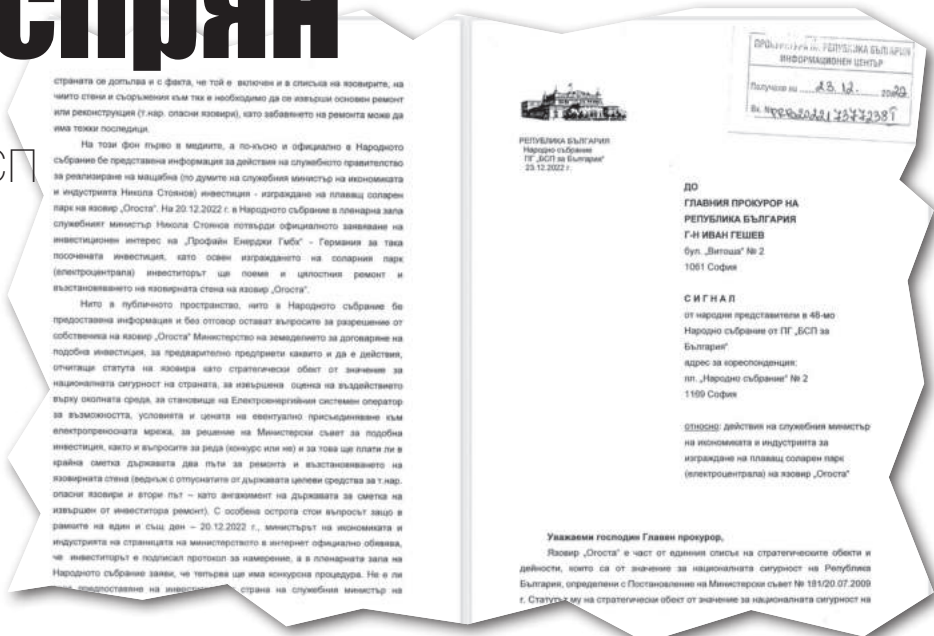 спрян
СП
страната се допълва и с факта, че той е включен и в списъка на язовирите, на
чиито стени и съоръжения към тях е необходимо да се извърши основен ремонт
или реконструкция (т.нар. опасни язовири), като забавянето на ремонта може да
има тежки последици.
На този фон първо в медиите, а по-късно и официално в Народното
събрание бе представена информация за действия на служебното правителство
за реализиране на мащабна (по думите на служебния министър на икономиката
и индустрията Никола Стоянов) инвестиция - изграждане на плаващ соларен
парк на язовир „Огоста". На 20.12.2022 г. в Народното събрание в пленарна зала
служебният министър Никола Стоянов потвърди официалното заявяване на
инвестиционен интерес на „Профайн Енерджи Гмбх" - Германия за така
посочената инвестиция, като освен изграждането на соларния парк
(електроцентрала) инвеститорът ще поеме и цялостния ремонт и
възстановяването на язовирната стена на язовир „Огоста".
Нито в публичното пространство, нито в Народното събрание бе
предоставена информация и без отговор остават въпросите за разрешение от
собственика на язовир „Огоста" Министерство на земеделието за договаряне на
подобна инвестиция, за предварително предприети каквито и да е действия,
отчитащи статута на язовира като стратегически обект от значение за
националната сигурност на страната, за извършена оценка на въздействието
върху околната среда, за становище на Електроенергийния системен оператор
за възможността, условията и цената на евентуално присъединяване към
електропреносната мрежа, за решение на Министерски съвет за подобна
инвестиция, както и въпросите за реда (конкурс или не) и за това ще плати ли в
крайна сметка държавата два пъти за ремонта и възстановяването на
язовирната стена (веднъж с отпуснатите от държавата целеви средства за т.нар.
опасни язовири и втори път – като ангажимент на държавата за сметка на
извършен от инвеститора ремонт). С особена острота стои въпросът защо в
рамките на един и същ ден – 20.12.2022 г., министърът на икономиката и
индустрията на страницата на министерството в интернет официално обявява,
че инвеститорът е подписал протокол за намерение, а в пленарната зала на
Народното събрание заяви, че тепърва ще има конкурсна процедура. Не е ли
предпоставяне на страна на служебния министър на
РЕПУБЛИКА БЪЛГАРИЯ
Народно събрание
ПГ „БСП за България"
23.12.2022 г.
ПРОКУРАТУРА НА РЕПУБЛИКА БЪЛГАРИЯ
ИНФОРМАЦИОНЕН ЦЕНТЪР
Получено на 23.12. 2022
Вх. №
ДО
ГЛАВНИЯ ПРОКУРОР НА
РЕПУБЛИКА БЪЛГАРИЯ
Г-Н ИВАН ГЕШЕВ
бул. „Витоша" № 2
1061 София
С И Г Н А Л
от народни представители в 48-мо
Народно събрание от ПГ „БСП за
България"
адрес за кореспонденция:
пл. „Народно събрание" № 2
1169 София
относно: действия на служебния министър
на икономиката и индустрията за
изграждане на плаващ соларен парк
(електроцентрала) на язовир „Огоста"
Уважаеми господин Главен прокурор,
Язовир „Огоста" е част от единния списък на стратегическите обекти и
дейности, които са от значение за националната сигурност на Република
България, определени с Постановление на Министерски съвет № 181/20.07.2009
г. Статутът му на стратегически обект от значение за националната сигурност на